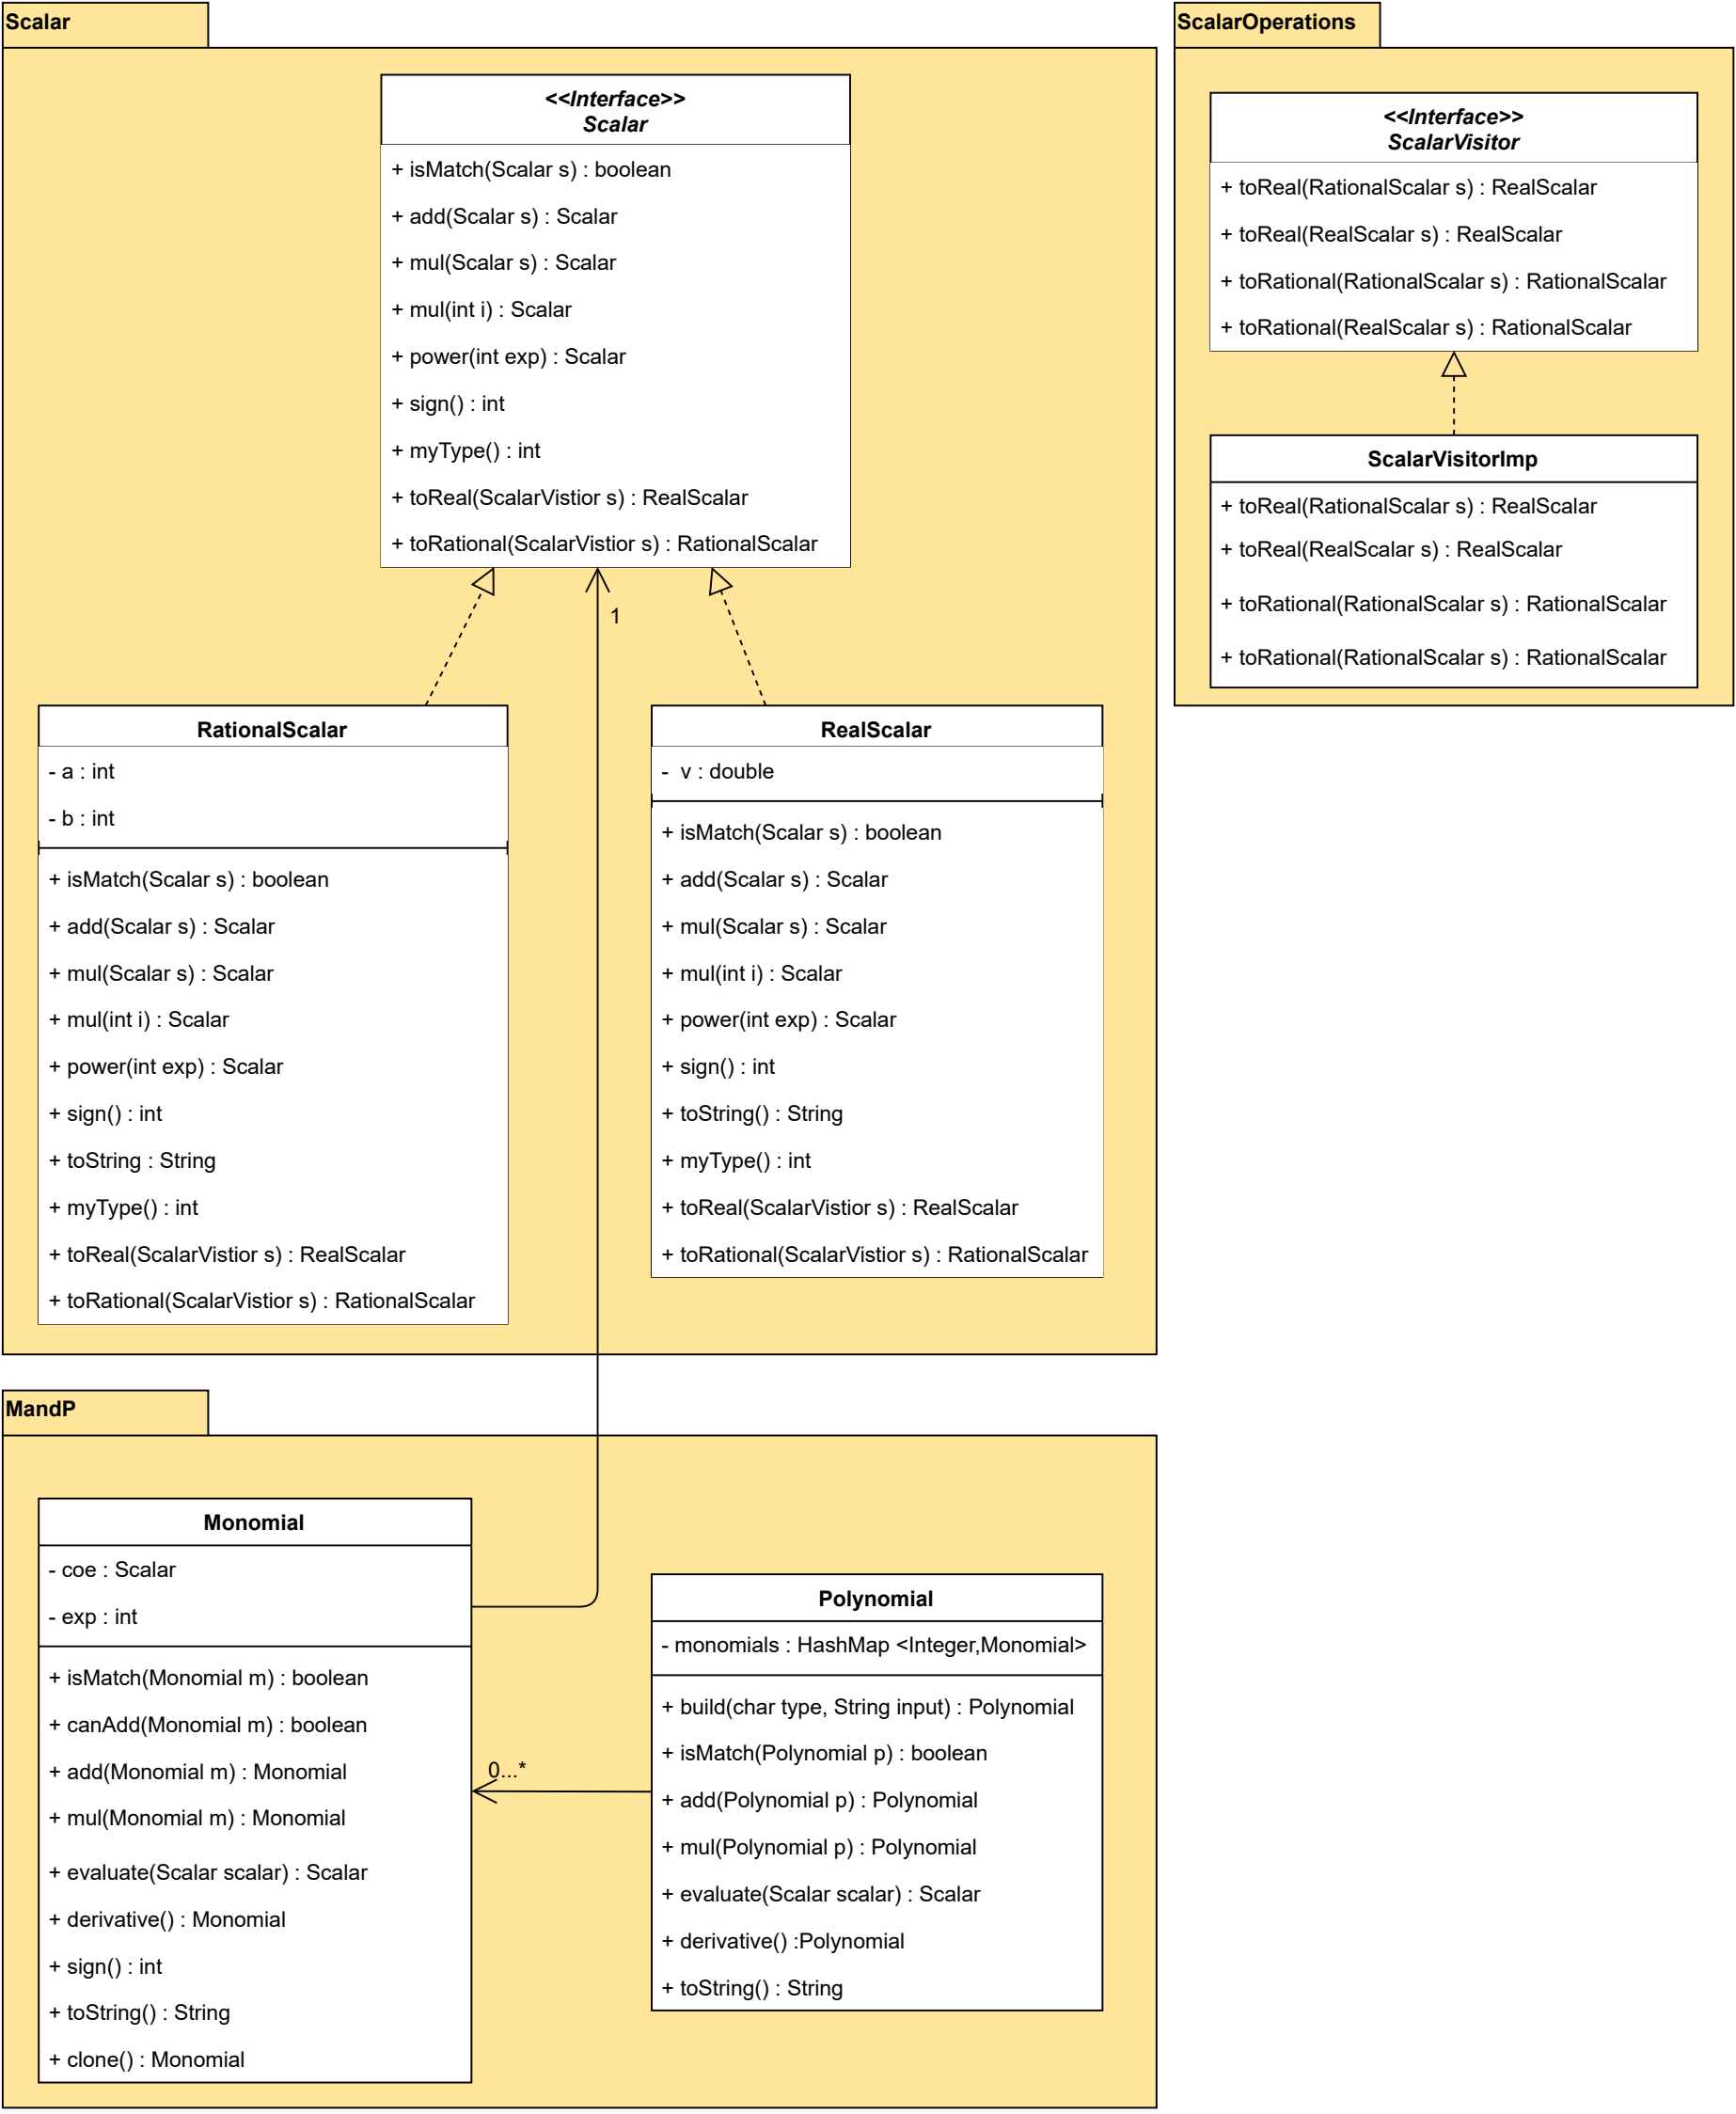 Scalar
<<Interface>>
Scalar
+ isMatch(Scalar s) : boolean
+ add(Scalar s) : Scalar
+ mul(Scalar s) : Scalar
+ mul(int i) : Scalar
+ power(int exp) : Scalar
+ sign() : int
+ myType() : int
+ toReal(ScalarVistior s) : RealScalar
+ toRational(ScalarVistior s) : RationalScalar
1
RationalScalar
- a : int
- b : int
+ isMatch(Scalar s) : boolean
+ add(Scalar s) : Scalar
+ mul(Scalar s) : Scalar
+ mul(int i) : Scalar
+ power(int exp) : Scalar
+ sign() : int
+ toString : String
+ myType() : int
+ toReal(ScalarVistior s) : RealScalar
+ toRational(ScalarVistior s) : RationalScalar
RealScalar
- v : double
+ isMatch(Scalar s) : boolean
+ add(Scalar s) : Scalar
+ mul(Scalar s) : Scalar
+ mul(int i) : Scalar
+ power(int exp) : Scalar
+ sign() : int
+ toString() : String
+ myType() : int
+ toReal(ScalarVistior s) : RealScalar
+ toRational(ScalarVistior s) : RationalScalar
ScalarOperations
<<Interface>>
ScalarVisitor
+ toReal(RationalScalar s) : RealScalar
+ toReal(RealScalar s) : RealScalar
+ toRational(RationalScalar s) : RationalScalar
+ toRational(RealScalar s) : RationalScalar
ScalarVisitorImp
+ toReal(RationalScalar s) : RealScalar
+ toReal(RealScalar s) : RealScalar
+ toRational(RationalScalar s) : RationalScalar
+ toRational(RationalScalar s) : RationalScalar
MandP
Monomial
- coe : Scalar
- exp : int
+ isMatch(Monomial m) : boolean
+ canAdd(Monomial m) : boolean
+ add(Monomial m) : Monomial
+ mul(Monomial m) : Monomial
+ evaluate(Scalar scalar) : Scalar
+ derivative() : Monomial
+ sign() : int
+ toString() : String
+ clone() : Monomial
0...*
Polynomial
- monomials : HashMap <Integer,Monomial>
+ build(char type, String input) : Polynomial
+ isMatch(Polynomial p) : boolean
+ add(Polynomial p) : Polynomial
+ mul(Polynomial p) : Polynomial
+ evaluate(Scalar scalar) : Scalar
+ derivative() :Polynomial
+ toString() : String